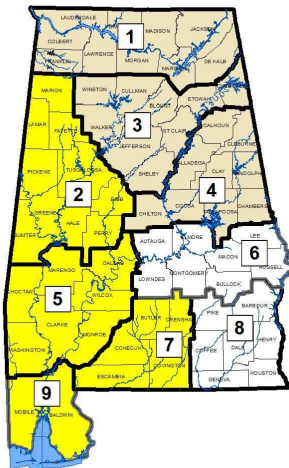 LAUDERDALE
MADISON
JACKSON
1
COLBERT
LAWRENCE
FRANKLIN
MORGAN
DE KALB
MARION
WINSTON
CULLMAN
ETOWAH
BLOUNT
3
CALHOUN
LAMAR
FAYETTE
WALKER
ST CLAIR
JEFFERSON
CLEBURNE
TUSCALOOSA
PICKENS
2
TALLADEGA
SHELBY
CLAY
4
BIBB
GREENE
HALE
PERRY
CHILTON
COOSA
CHAMBERS
SUMTER
AUTAUGA
LEE
6
MACON
DALLAS
MARENGO
LOWNDES
MONTGOMERY
RUSSELL
BULLOCK
CHOCTAW
5
WILCOX
BUTLER
PIKE
BARBOUR
CLARKE
MONROE
7
8
HENRY
COFFEE
DALE
CONECUH
WASHINGTON
COVINGTON
ESCAMBIA
GENEVA
HOUSTON
9
MOBILE
BALDWIN